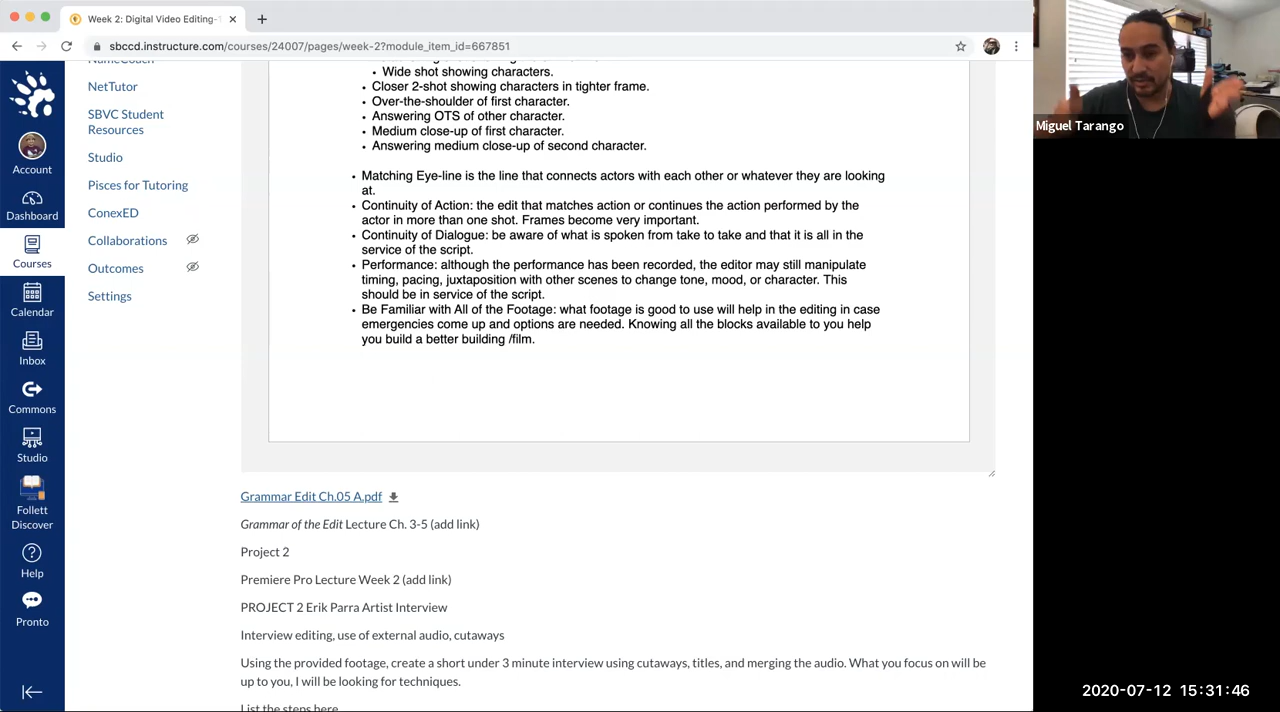 Week 2: Digital Video Editing-
sbccd.instructure.com/courses/24007/pages/week-2?module_item_id=667851
NameCoach
NetTutor
SBVC Student
Resources
Studio
Pisces for Tutoring
ConexED
Collaborations
Outcomes
Settings
Account
Dashboard
Courses
Calendar
Inbox
Commons
Studio
Follett
Discover
Help
Pronto
• Wide shot showing characters.
• Closer 2-shot showing characters in tighter frame.
• Over-the-shoulder of first character.
• Answering OTS of other character.
• Medium close-up of first character.
• Answering medium close-up of second character.
• Matching Eye-line is the line that connects actors with each other or whatever they are looking
at.
• Continuity of Action: the edit that matches action or continues the action performed by the
actor in more than one shot. Frames become very important.
• Continuity of Dialogue: be aware of what is spoken from take to take and that it is all in the
service of the script.
• Performance: although the performance has been recorded, the editor may still manipulate
timing, pacing, juxtaposition with other scenes to change tone, mood, or character. This
should be in service of the script.
• Be Familiar with All of the Footage: what footage is good to use will help in the editing in case
emergencies come up and options are needed. Knowing all the blocks available to you help
you build a better building /film.
Grammar Edit Ch.05 A.pdf
Grammar of the Edit Lecture Ch. 3-5 (add link)
Project 2
Premiere Pro Lecture Week 2 (add link)
PROJECT 2 Erik Parra Artist Interview
Interview editing, use of external audio, cutaways
Using the provided footage, create a short under 3 minute interview using cutaways, titles, and merging the audio. What you focus on will be
up to you, I will be looking for techniques.
List the steps here
Miguel Tarango
2020-07-12 15:31:46